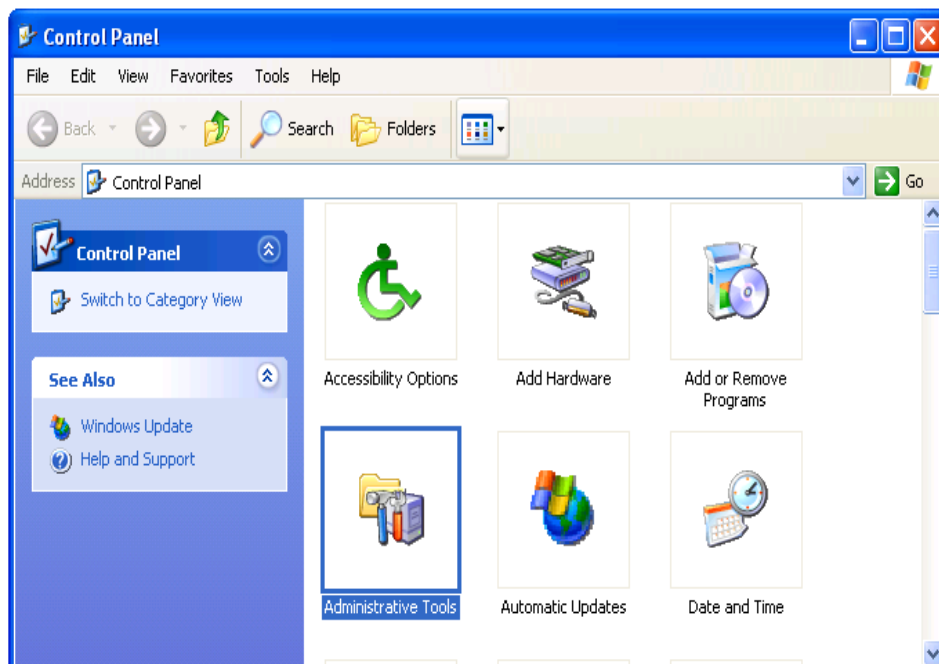 Control Panel
File Edit View Favorites Tools Help
Back Search Folders
Address Control Panel Go
Control Panel
Switch to Category View
See Also
Windows Update
Help and Support
Accessibility Options Add Hardware Add or Remove
Programs
Administrative Tools Automatic Updates Date and Time